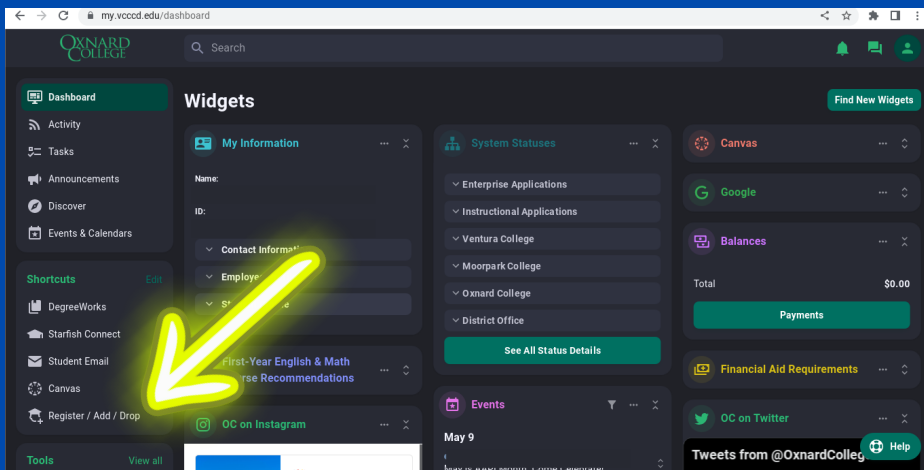 my.vcccd.edu/dashboard
OXNARD
COLLEGE
Search
Dashboard
Activity
Tasks
Announcements
Discover
Events & Calendars
Shortcuts
Edit
DegreeWorks
Starfish Connect
Student Email
Canvas
Register / Add / Drop
Tools
View all
Widgets
Find New Widgets
My Information
Name:
ID:
Contact Information
First-Year English & Math
Recommendations
OC on Instagram
System Statuses
Enterprise Applications
Instructional Applications
Ventura College
Moorpark College
Oxnard College
District Office
See All Status Details
Events
May 9
Canvas
Google
Balances
Total
$0.00
Payments
Financial Aid Requirements
OC on Twitter
Tweets from @OxnardColleg
Help